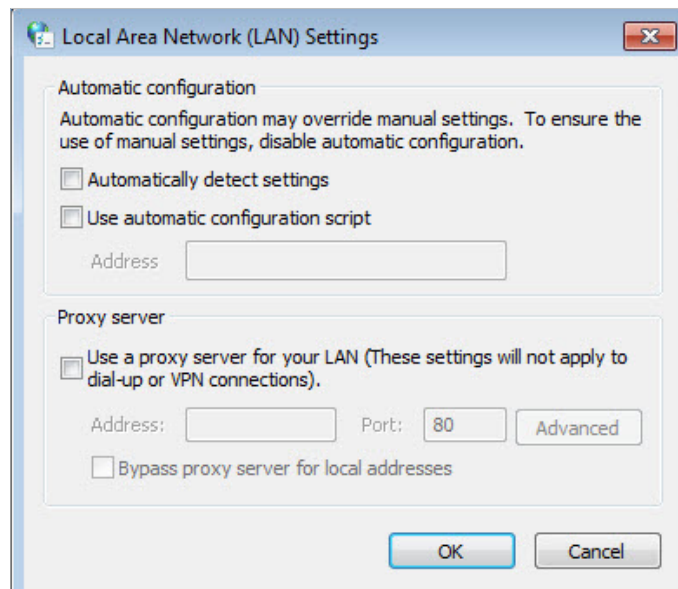 Local Area Network (LAN) Settings
Automatic configuration
Automatic configuration may override manual settings. To ensure the
use of manual settings, disable automatic configuration.
Automatically detect settings
Use automatic configuration script
Address
Proxy server
Use a proxy server for your LAN (These settings will not apply to
dial-up or VPN connections).
Address: Port: 80 Advanced
Bypass proxy server for local addresses
OK Cancel